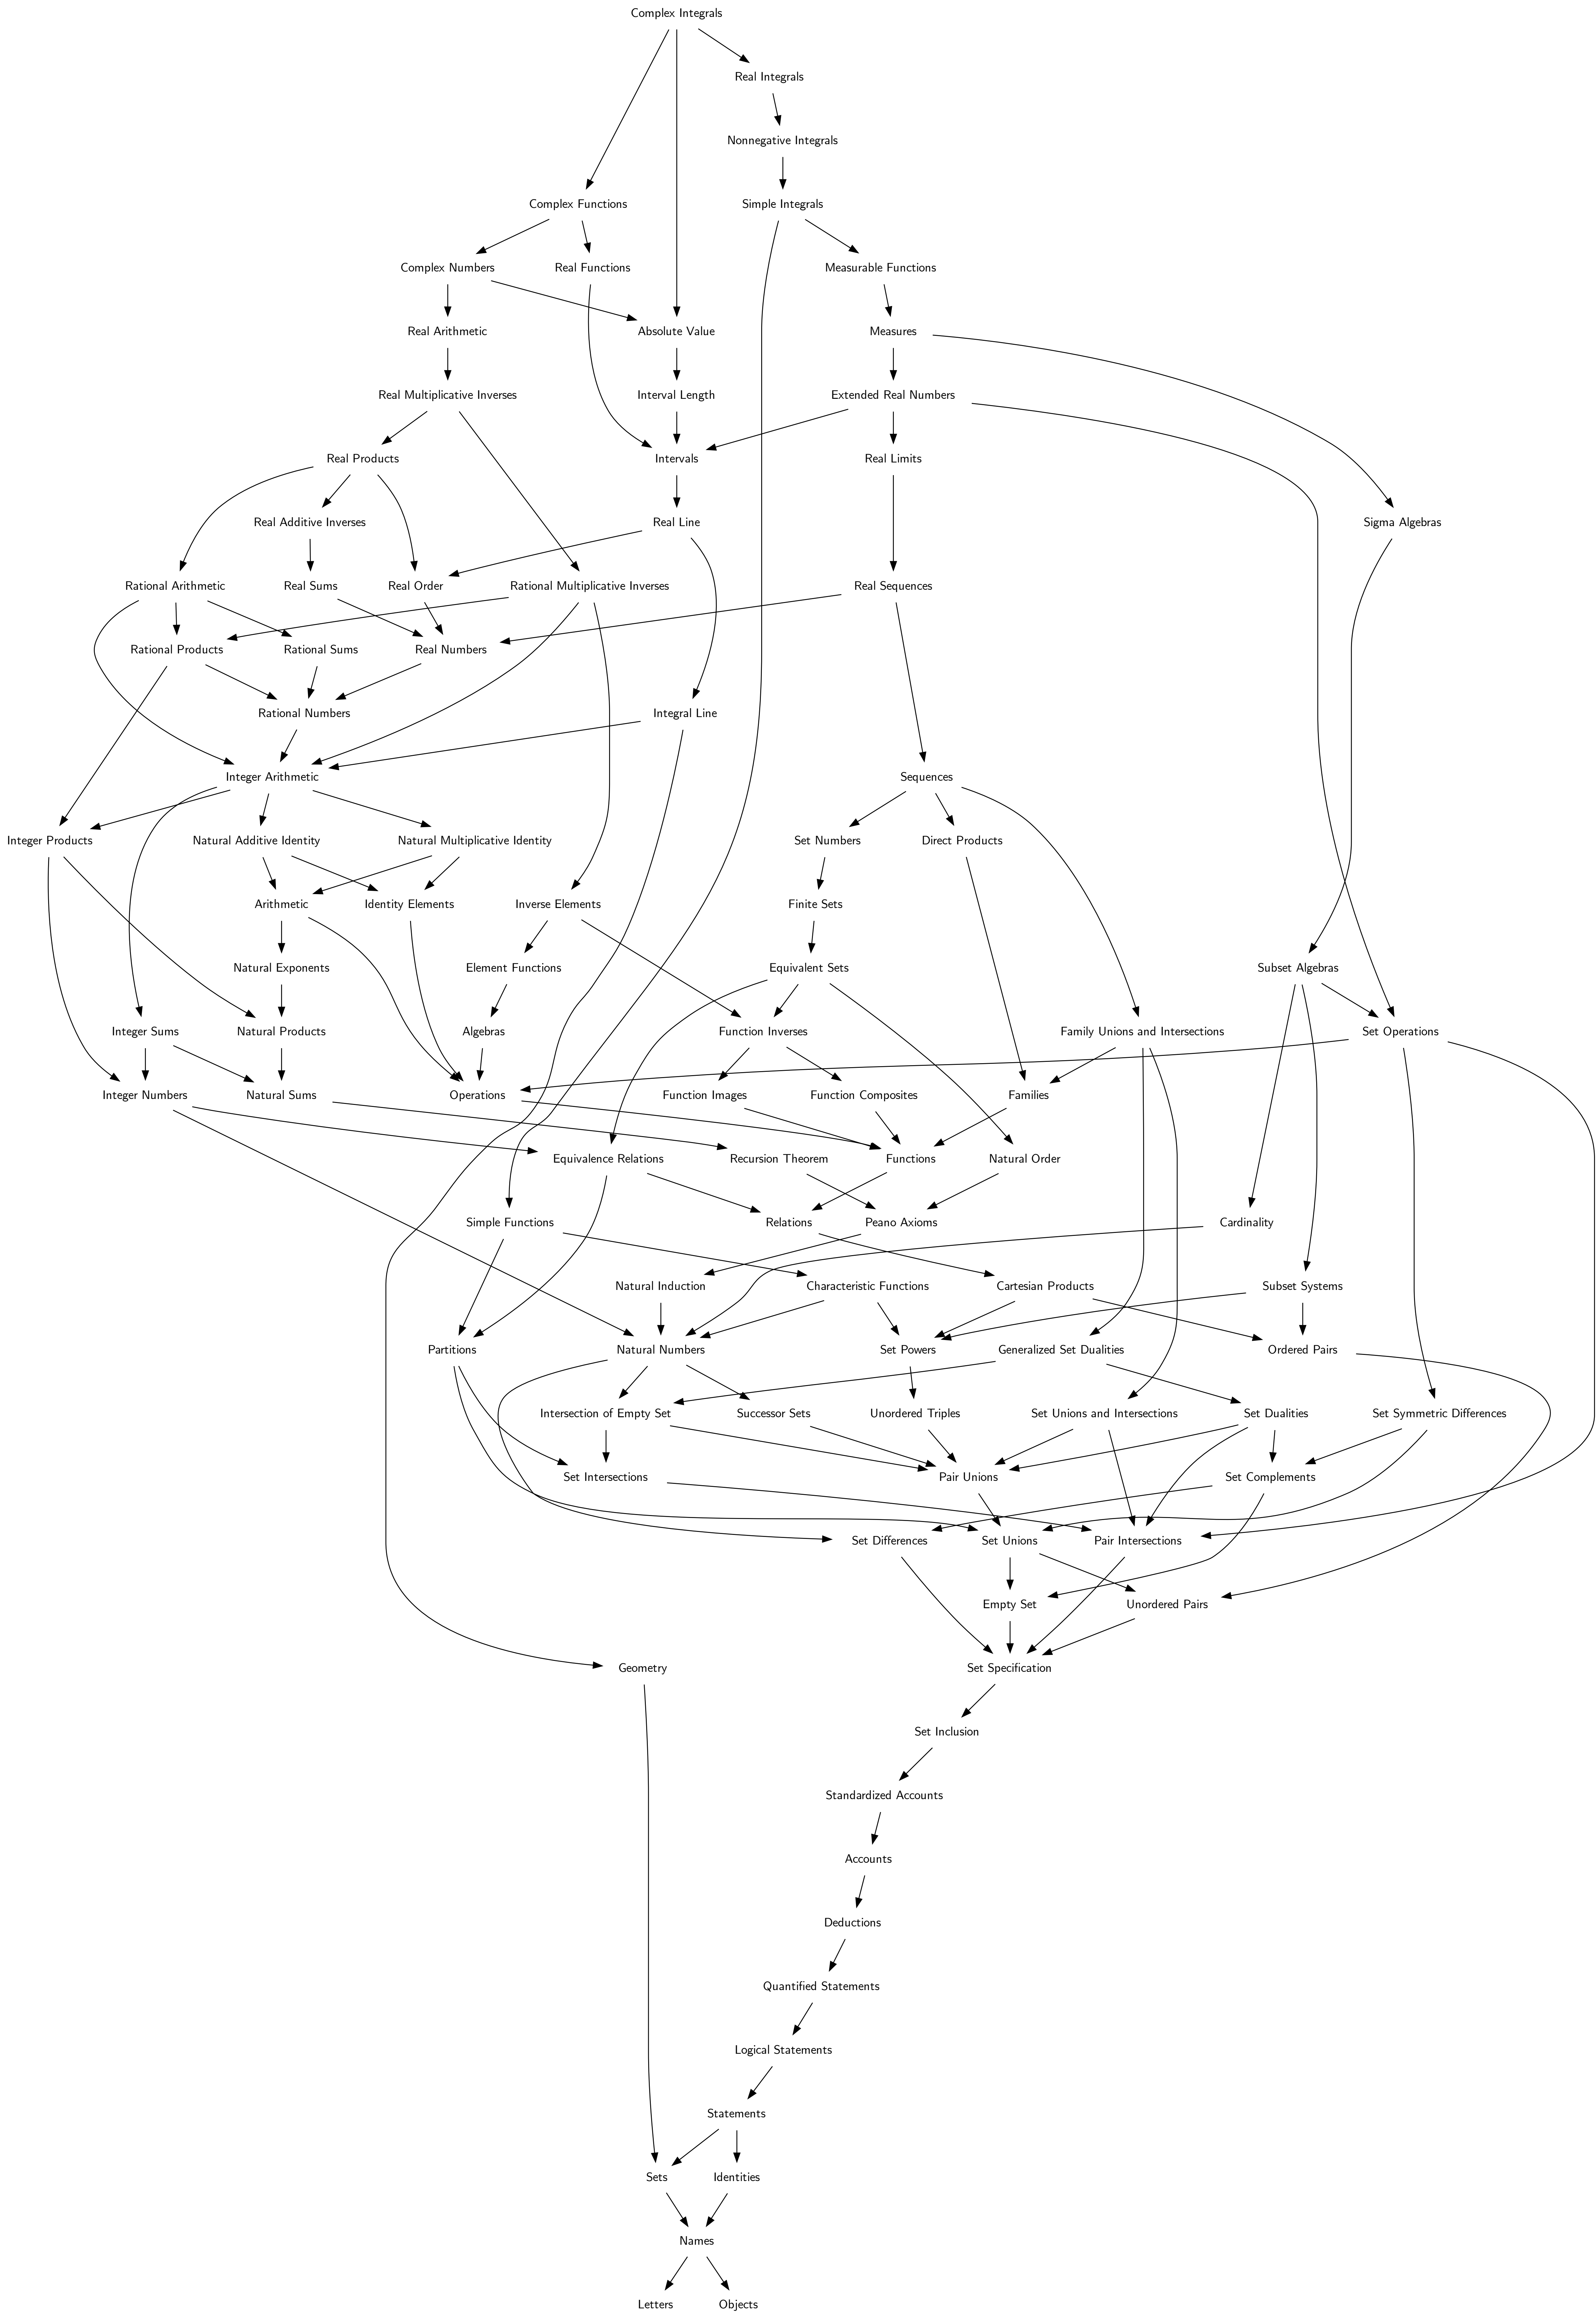 Complex Integrals
Real Integrals
Nonnegative Integrals
Complex Functions
Simple Integrals
Complex Numbers
Real Functions
Measurable Functions
Real Arithmetic
Absolute Value
Measures
Real Multiplicative Inverses
Interval Length
Extended Real Numbers
Real Products
Intervals
Real Limits
Real Additive Inverses
Real Line
Sigma Algebras
Rational Arithmetic
Real Sums
Real Order
Rational Multiplicative Inverses
Real Sequences
Rational Products
Rational Sums
Real Numbers
Rational Numbers
Integral Line
Integer Arithmetic
Sequences
Integer Products
Natural Additive Identity
Natural Multiplicative Identity
Set Numbers
Direct Products
Arithmetic
Identity Elements
Inverse Elements
Finite Sets
Natural Exponents
Element Functions
Equivalent Sets
Subset Algebras
Integer Sums
Natural Products
Algebras
Function Inverses
Family Unions and Intersections
Set Operations
Integer Numbers
Natural Sums
Operations
Function Images
Function Composites
Families
Equivalence Relations
Recursion Theorem
Functions
Natural Order
Simple Functions
Relations
Peano Axioms
Cardinality
Natural Induction
Characteristic Functions
Cartesian Products
Subset Systems
Partitions
Natural Numbers
Set Powers
Generalized Set Dualities
Ordered Pairs
Intersection of Empty Set
Successor Sets
Unordered Triples
Set Unions and Intersections
Set Dualities
Set Symmetric Differences
Set Intersections
Pair Unions
Set Complements
Set Differences
Set Unions
Pair Intersections
Empty Set
Unordered Pairs
Geometry
Set Specification
Set Inclusion
Standardized Accounts
Accounts
Deductions
Quantified Statements
Logical Statements
Statements
Sets
Identities
Names
Letters
Objects